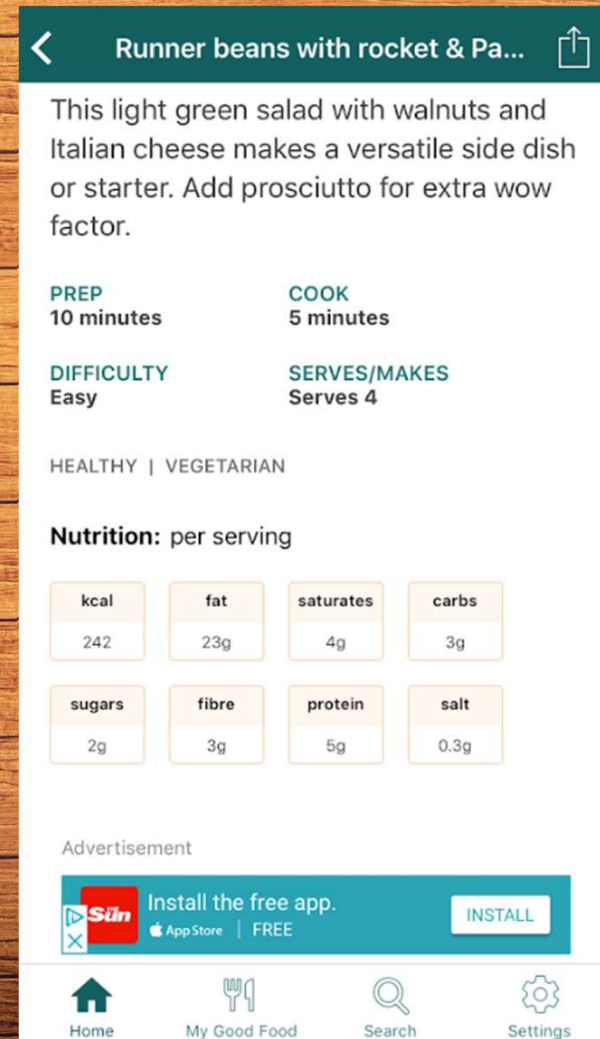 Runner beans with rocket & Pa...
This light green salad with walnuts and
Italian cheese makes a versatile side dish
or starter. Add prosciutto for extra wow
factor.
PREP
10 minutes
COOK
5 minutes
DIFFICULTY
Easy
SERVES/MAKES
Serves 4
HEALTHY | VEGETARIAN
Nutrition: per serving
kcal
242
fat
23g
saturates
4g
carbs
3g
sugars
2g
fibre
3g
protein
5g
salt
0.3g
Advertisement
THE Sun
Install the free app.
App Store | FREE
INSTALL
Home
My Good Food
Search
Settings